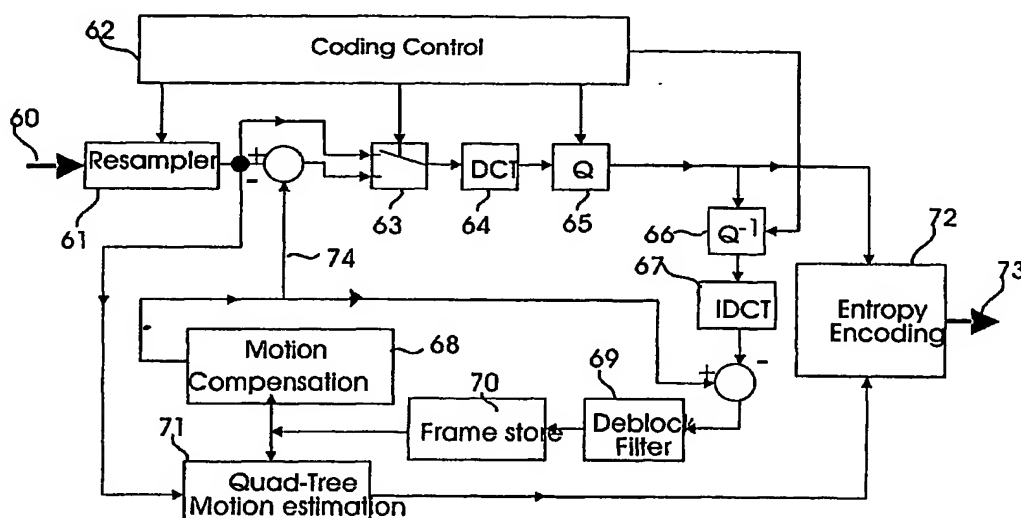 62
Coding Control
60
Resampler
+
-
61
63
DCT
64
Q
65
66
Q-1
67
IDCT
72
73
Entropy
Encoding
74
Motion
Compensation
68
+
-
69
70
Frame store
Deblock
Filter
71
Quad-Tree
Motion estimation